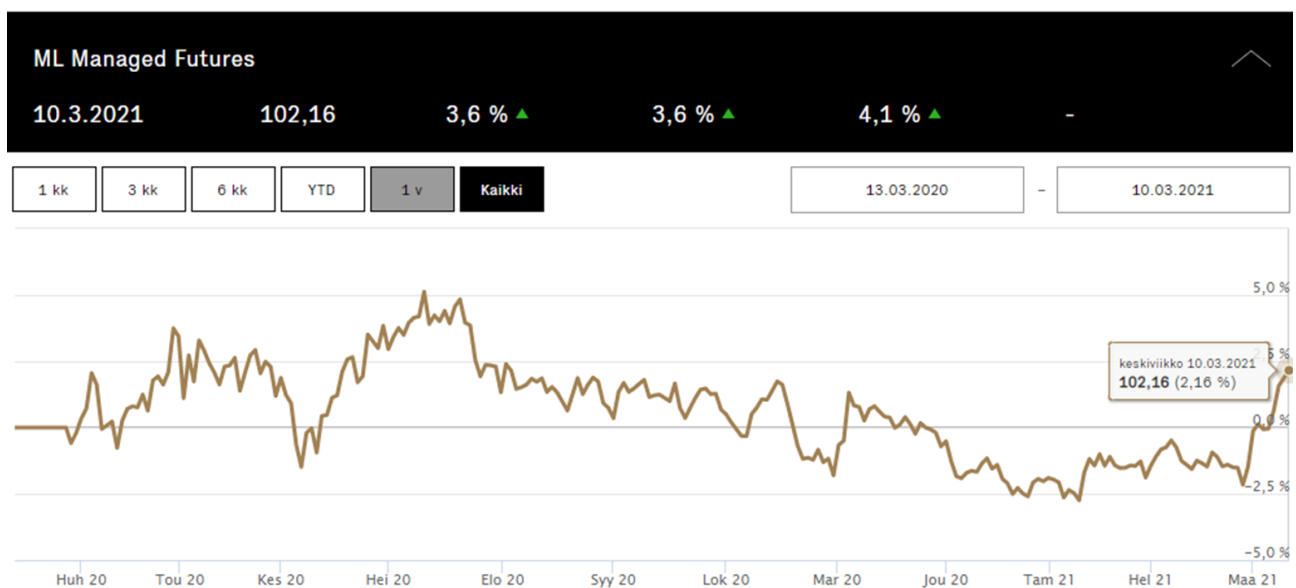 ML Managed Futures
10.3.2021 102,16 3,6 % ▲ 3,6 % ▲ 4,1 % ▲ -
1 kk 3 kk 6 kk YTD 1 v Kaikki 13.03.2020 – 10.03.2021
5,0 %
2,5 %
keskiviikko 10.03.2021
102,16 (2,16 %)
0,0 %
−2,5 %
−5,0 %
Huh 20 Tou 20 Kes 20 Hei 20 Elo 20 Syy 20 Lok 20 Mar 20 Jou 20 Tam 21 Hel 21 Maa 21